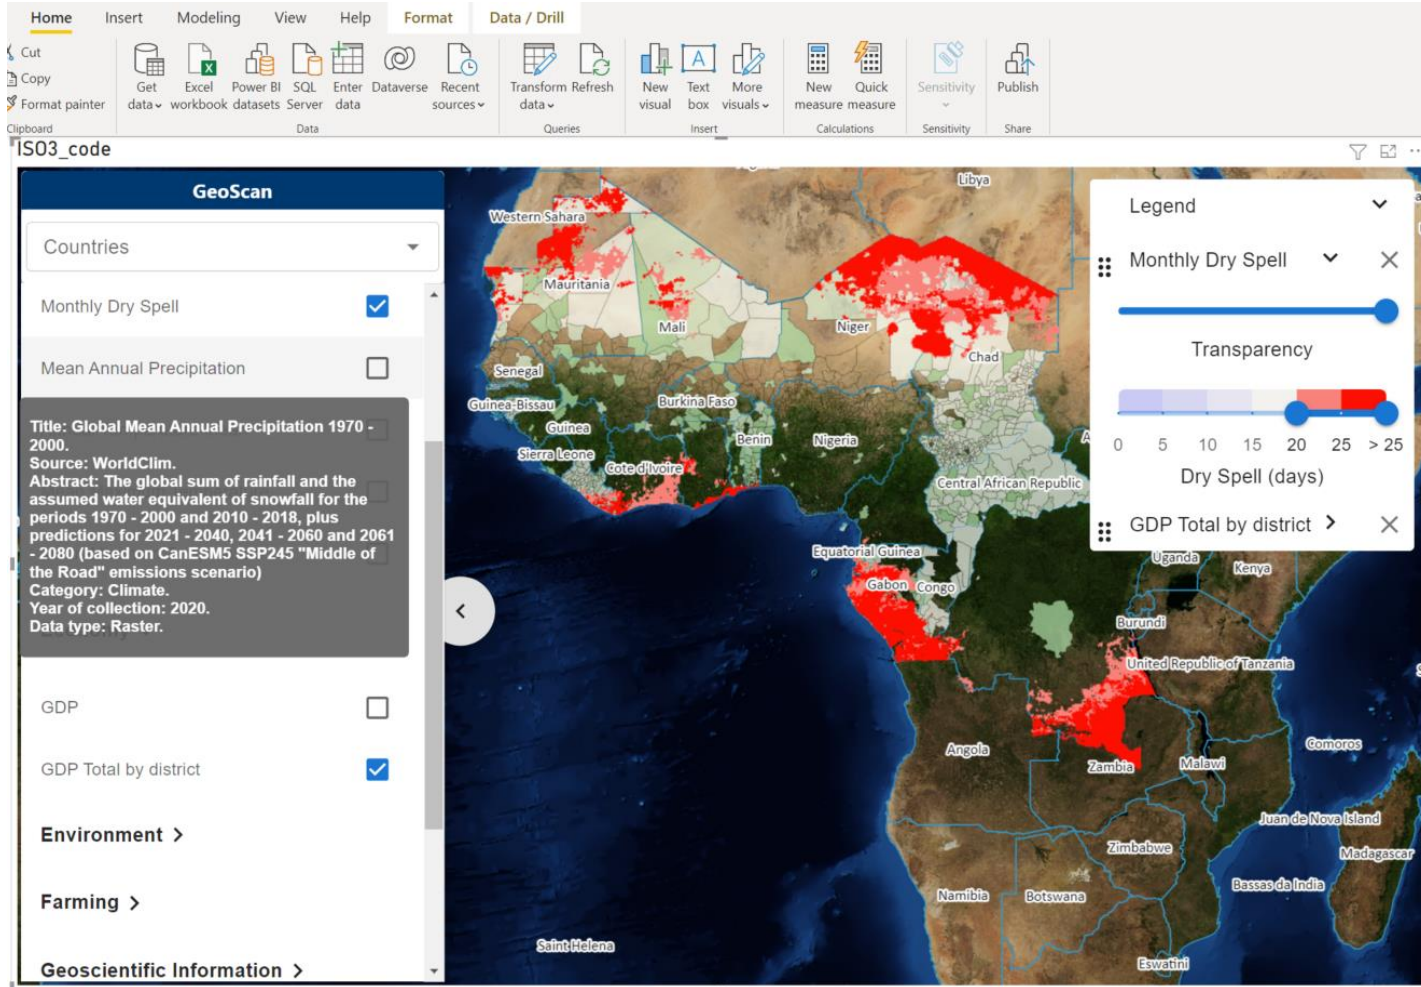 Home Insert Modeling View Help Format Data / Drill
Cut
Copy
Format painter
Clipboard
Get data
Excel workbook
Power BI datasets
SQL Server
Enter data
Dataverse
Recent sources
Data
Transform data
Refresh
Queries
New visual
Text box
More visuals
Insert
New measure
Quick measure
Calculations
Sensitivity
Sensitivity
Publish
Share
ISO3_code
GeoScan
Countries
Monthly Dry Spell
Mean Annual Precipitation
Title: Global Mean Annual Precipitation 1970 -
2000.
Source: WorldClim.
Abstract: The global sum of rainfall and the
assumed water equivalent of snowfall for the
periods 1970 - 2000 and 2010 - 2018, plus
predictions for 2021 - 2040, 2041 - 2060 and 2061
- 2080 (based on CanESM5 SSP245 "Middle of
the Road" emissions scenario)
Category: Climate.
Year of collection: 2020.
Data type: Raster.
GDP
GDP Total by district
Environment
Farming
Geoscientific Information
Libya
Western Sahara
Mauritania
Mali
Niger
Chad
Senegal
Guinea-Bissau
Burkina Faso
Guinea
Benin
Nigeria
Sierra Leone
Cote d'Ivoire
Central African Republic
Equatorial Guinea
Gabon
Congo
Uganda
Kenya
Burundi
United Republic of Tanzania
Angola
Zambia
Malawi
Comoros
Juan de Nova Island
Zimbabwe
Madagascar
Namibia
Botswana
Bassas da India
Saint Helena
Eswatini
Legend
Monthly Dry Spell
Transparency
0 5 10 15 20 25 > 25
Dry Spell (days)
GDP Total by district